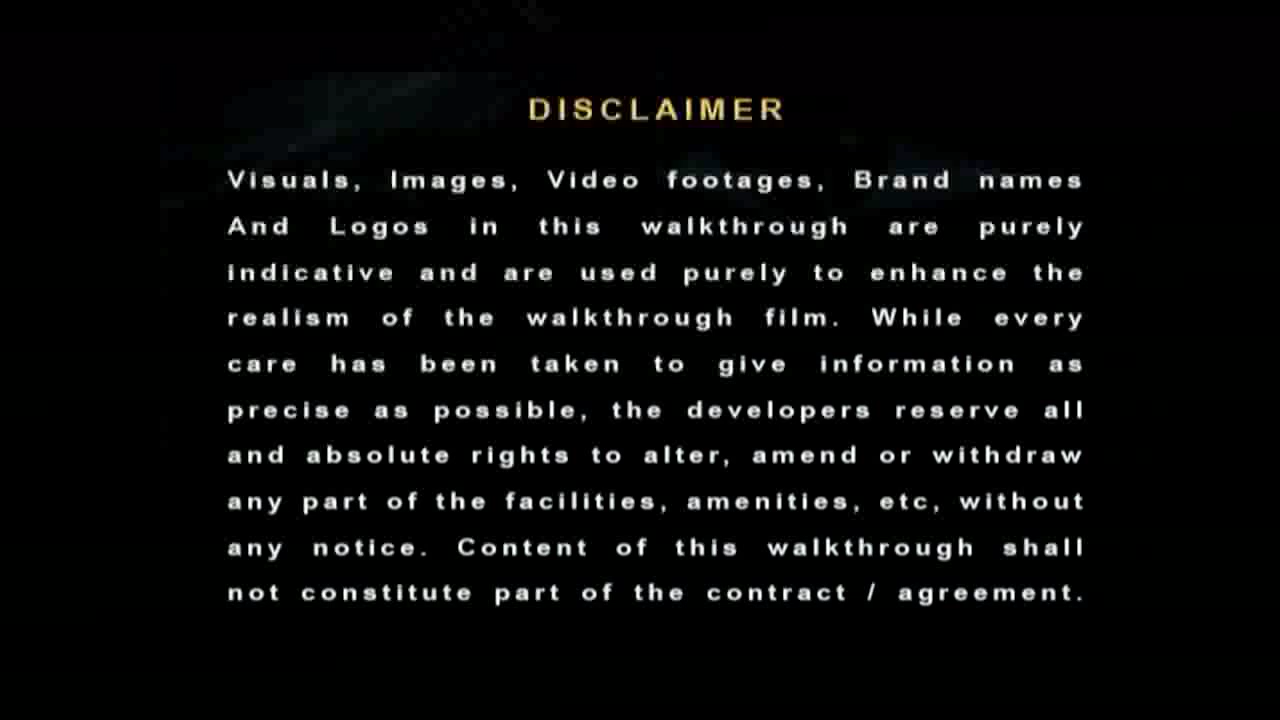 DISCLAIMER
Visuals, Images, Video footages, Brand names
And Logos in this walkthrough are purely
indicative and are used purely to enhance the
realism of the walkthrough film. While every
care has been taken to give information as
precise as possible, the developers reserve all
and absolute rights to alter, amend or withdraw
any part of the facilities, amenities, etc, without
any notice. Content of this walkthrough shall
not constitute part of the contract / agreement.